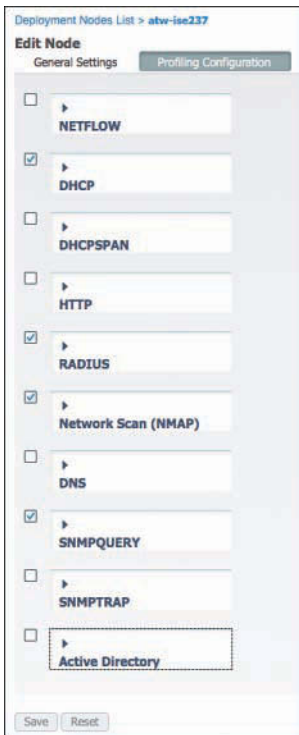 Deployment Nodes List > atw-ise237
Edit Node
General Settings Profiling Configuration
NETFLOW
DHCP
DHCPSPAN
HTTP
RADIUS
Network Scan (NMAP)
DNS
SNMPQUERY
SNMPTRAP
Active Directory
Save Reset